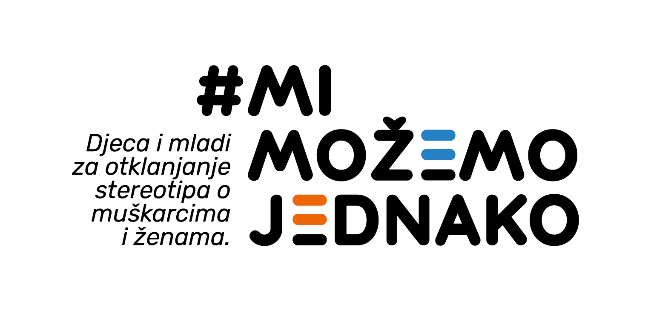 #MI
MOŽEMO
JEDNAKO
Djeca i mladi
za otklanjanje
stereotipa o
muškarcima
i ženama.